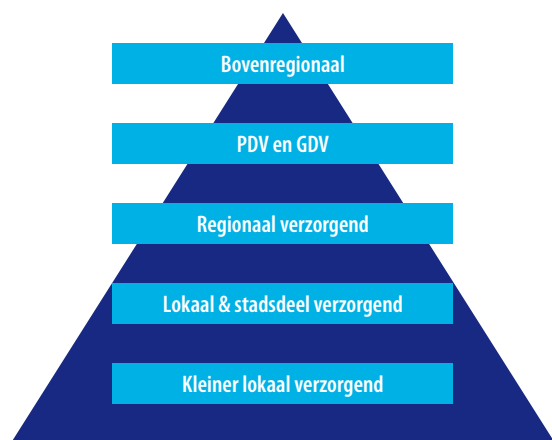 Bovenregionaal
PDV en GDV
Regionaal verzorgend
Lokaal & stadsdeel verzorgend
Kleiner lokaal verzorgend